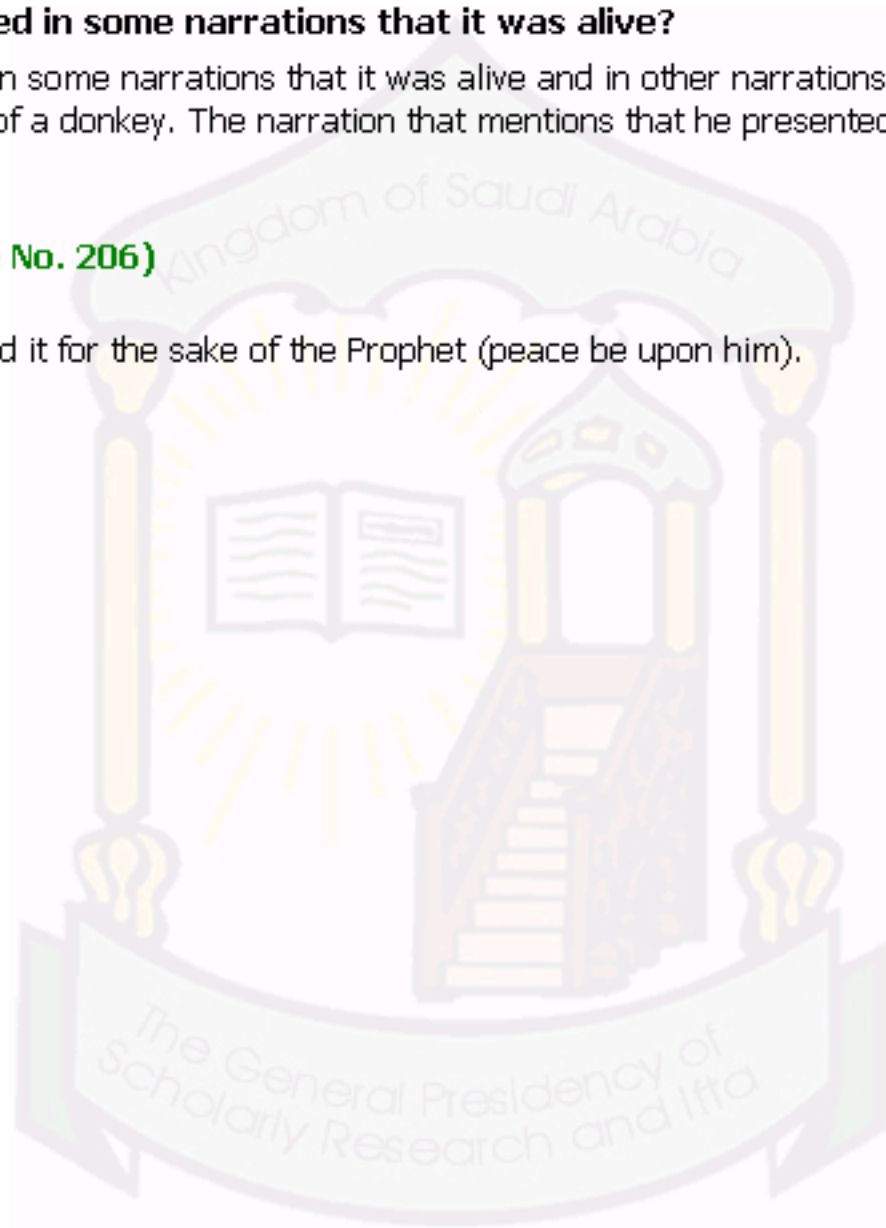 ed in some narrations that it was alive?
n some narrations that it was alive and in other narrations
of a donkey. The narration that mentions that he presented
No. 206)
d it for the sake of the Prophet (peace be upon him).
Kingdom of Saudi Arabia
The General Presidency of
Scholarly Research and Ifta